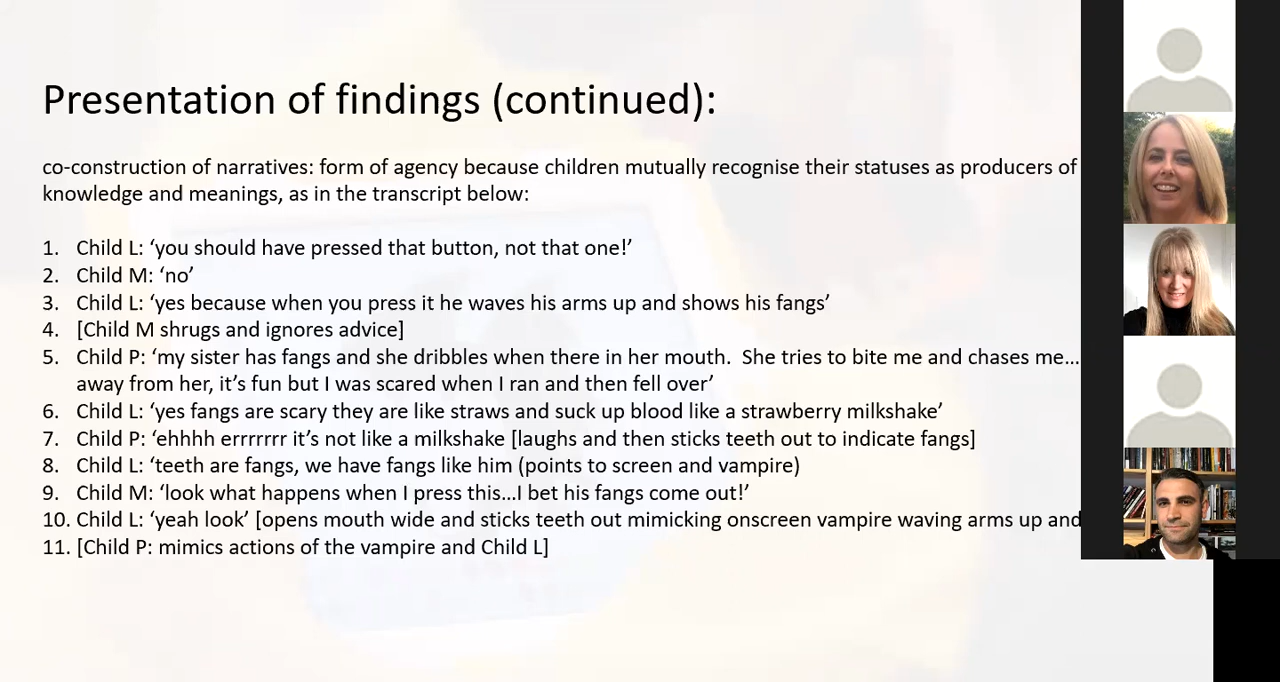 Presentation of findings (continued):
co-construction of narratives: form of agency because children mutually recognise their statuses as producers of
knowledge and meanings, as in the transcript below:
1. Child L: ‘you should have pressed that button, not that one!’
2. Child M: ‘no’
3. Child L: ‘yes because when you press it he waves his arms up and shows his fangs’
4. [Child M shrugs and ignores advice]
5. Child P: ‘my sister has fangs and she dribbles when there in her mouth. She tries to bite me and chases me...
away from her, it’s fun but I was scared when I ran and then fell over’
6. Child L: ‘yes fangs are scary they are like straws and suck up blood like a strawberry milkshake’
7. Child P: ‘ehhhh errrrrrr it’s not like a milkshake [laughs and then sticks teeth out to indicate fangs]
8. Child L: ‘teeth are fangs, we have fangs like him (points to screen and vampire)
9. Child M: ‘look what happens when I press this...I bet his fangs come out!’
10. Child L: ‘yeah look’ [opens mouth wide and sticks teeth out mimicking onscreen vampire waving arms up and
11. [Child P: mimics actions of the vampire and Child L]